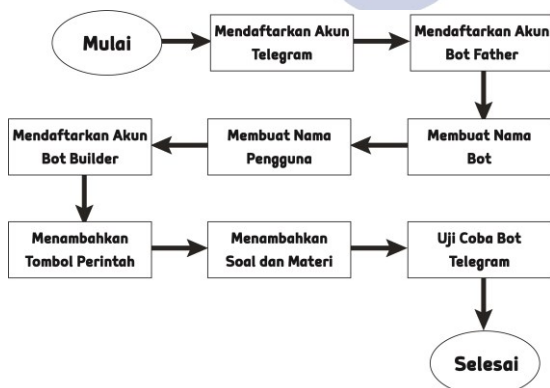 Mulai
Mendaftarkan Akun
Telegram
Mendaftarkan Akun
Bot Father
Membuat Nama
Bot
Membuat Nama
Pengguna
Mendaftarkan Akun
Bot Builder
Menambahkan
Tombol Perintah
Menambahkan
Soal dan Materi
Uji Coba Bot
Telegram
Selesai